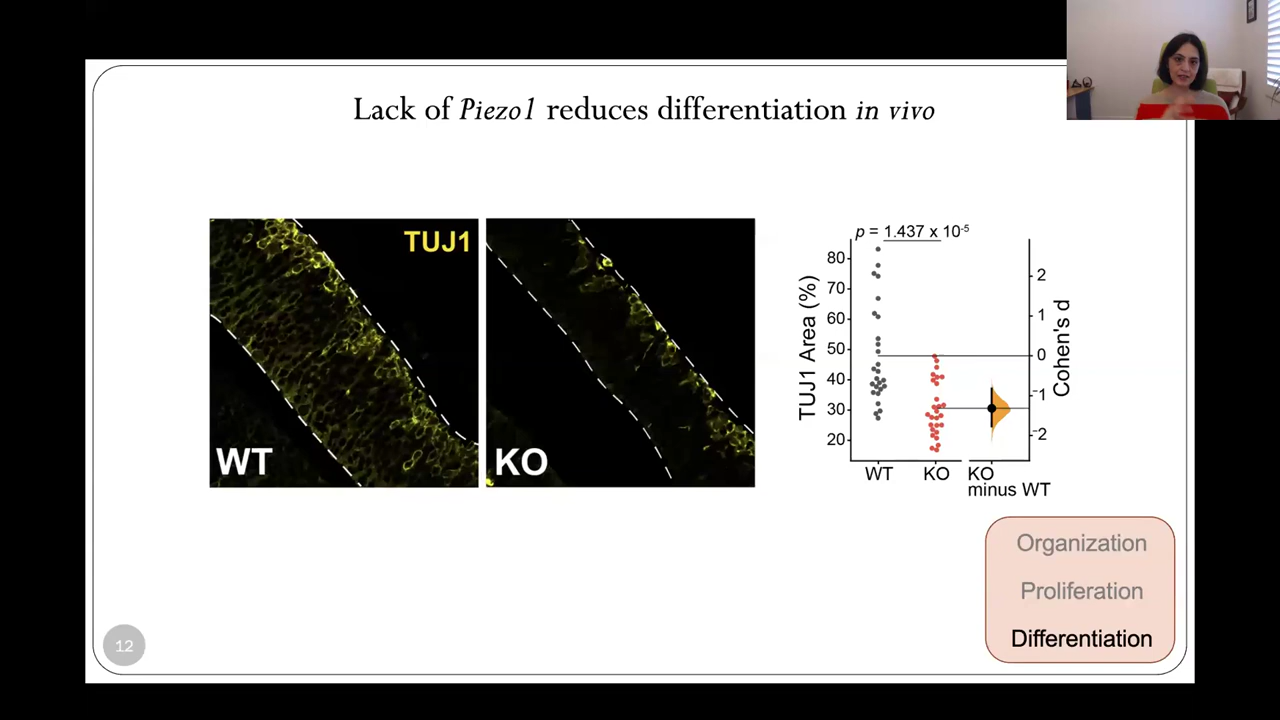 Lack of Piezo1 reduces differentiation in vivo
TUJ1
WT
KO
p = 1.437 x 10-5
TUJ1 Area (%)
80
70
60
50
40
30
20
2
1
0
-1
-2
Cohen's d
WT
KO
KO
minus WT
Organization
Proliferation
Differentiation
12